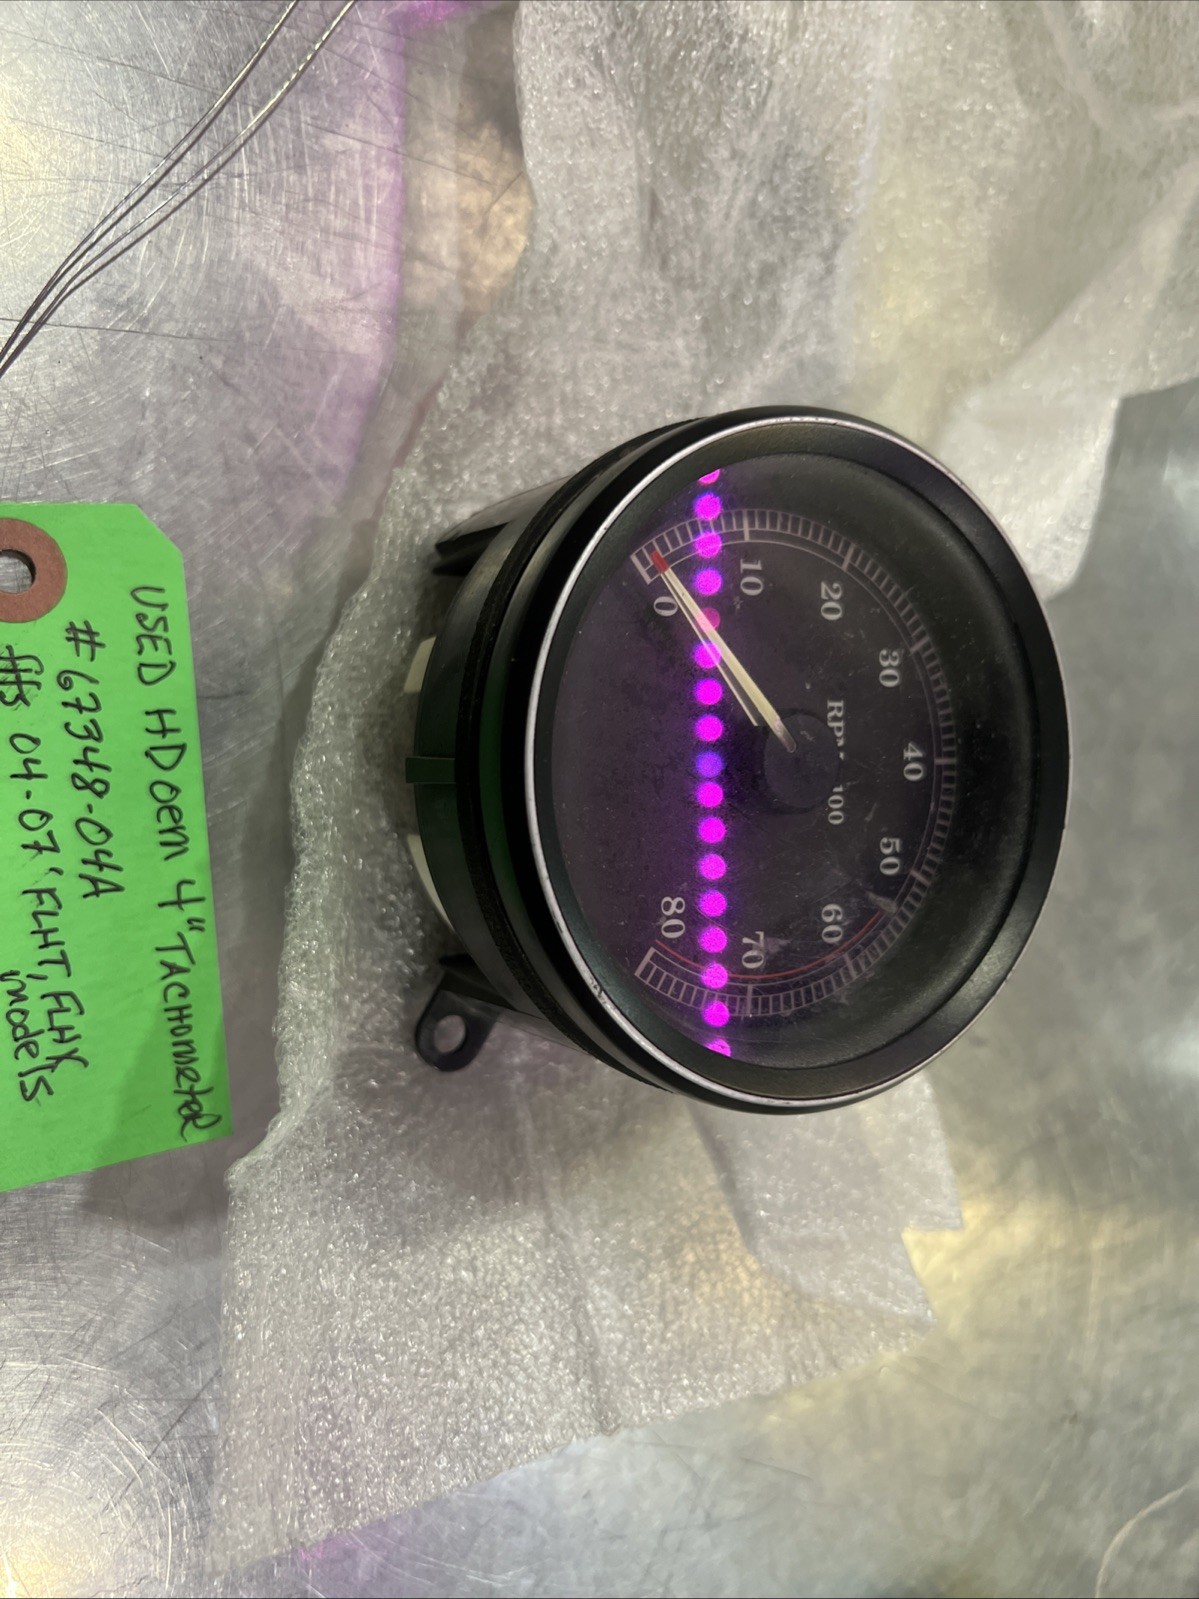 USED HD oem 4" TACHOMETER
# 67348-04A
fits 04-07' FLHT, FLHX
models
0
10
20
30
40
50
60
70
80
100